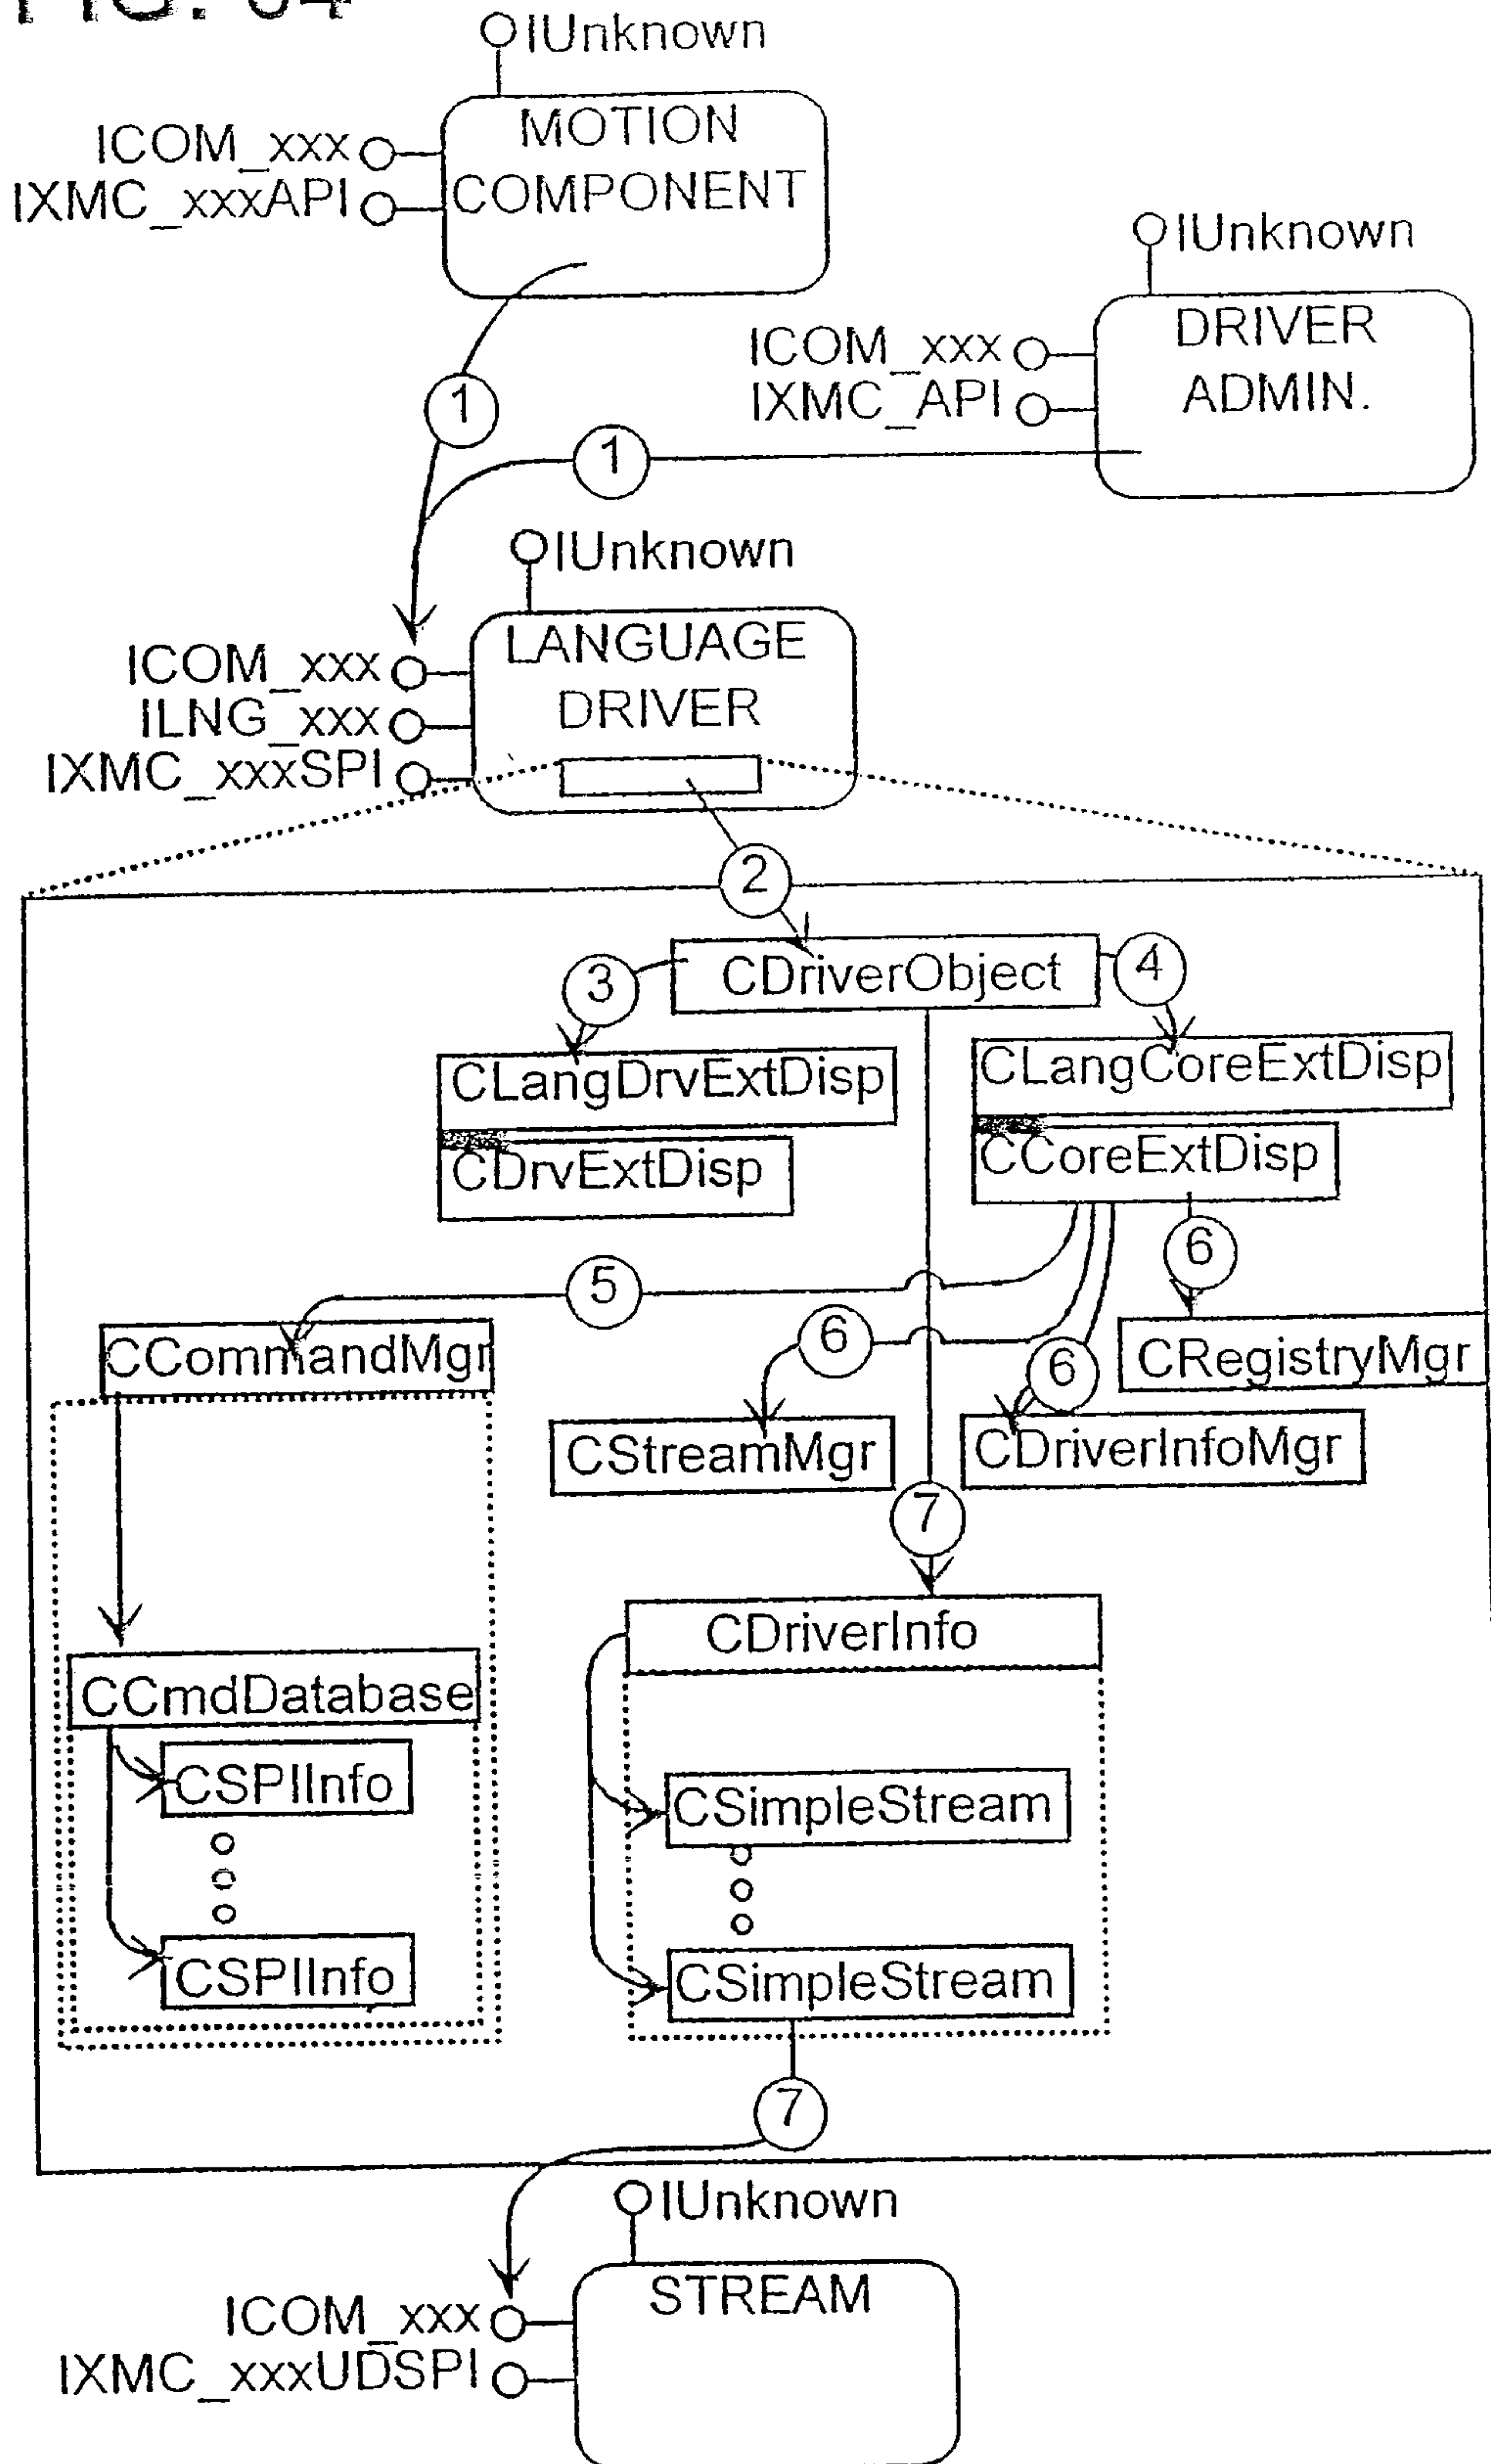 IUnknown
MOTION
COMPONENT
ICOM_xxx
IXMC_xxxAPI
IUnknown
DRIVER
ADMIN.
ICOM_xxx
IXMC_API
1
1
IUnknown
LANGUAGE
DRIVER
ICOM_xxx
ILNG_xxx
IXMC_xxxSPI
2
CDriverObject
3
4
CLangDrvExtDisp
CLangCoreExtDisp
CDrvExtDisp
CCoreExtDisp
6
5
6
6
CCommandMgr
CRegistryMgr
CStreamMgr
CDriverInfoMgr
7
CDriverInfo
CCmdDatabase
CSPIInfo
CSimpleStream
CSPIInfo
CSimpleStream
7
IUnknown
STREAM
ICOM_xxx
IXMC_xxxUDSPI